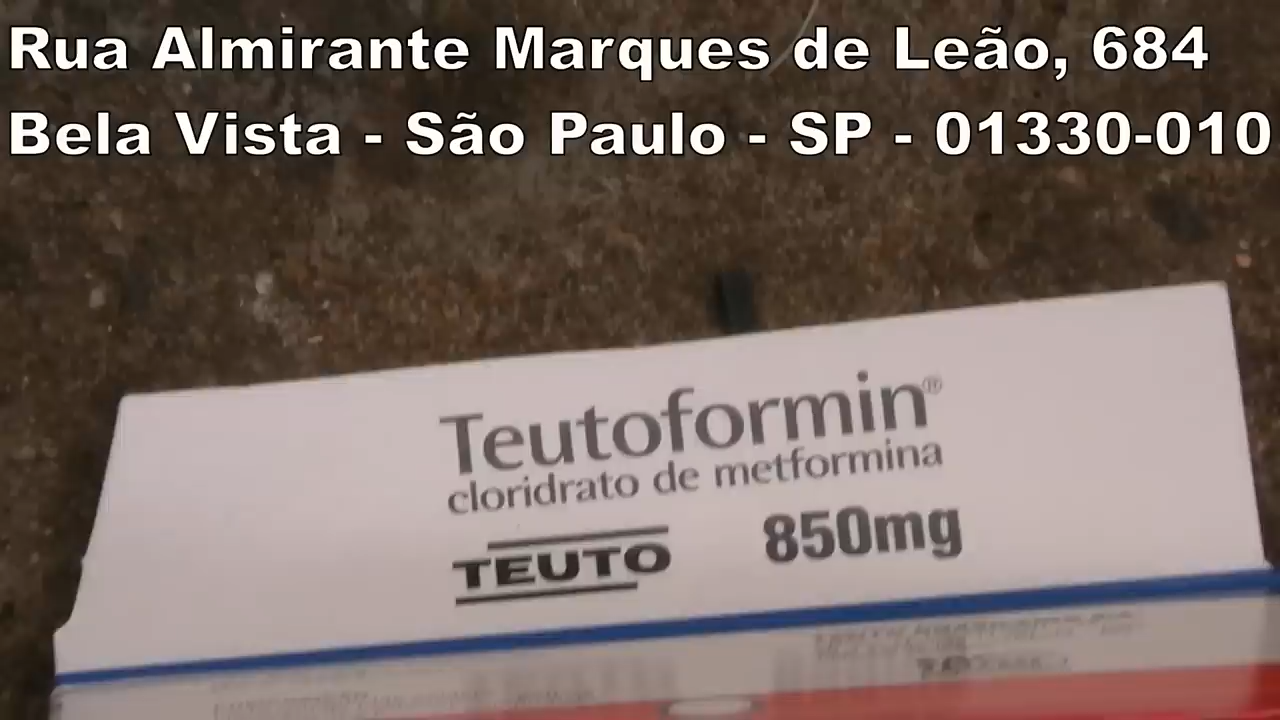 Rua Almirante Marques de Leão, 684
Bela Vista - São Paulo - SP - 01330-010
Teutoformin®
cloridrato de metformina
TEUTO 850mg